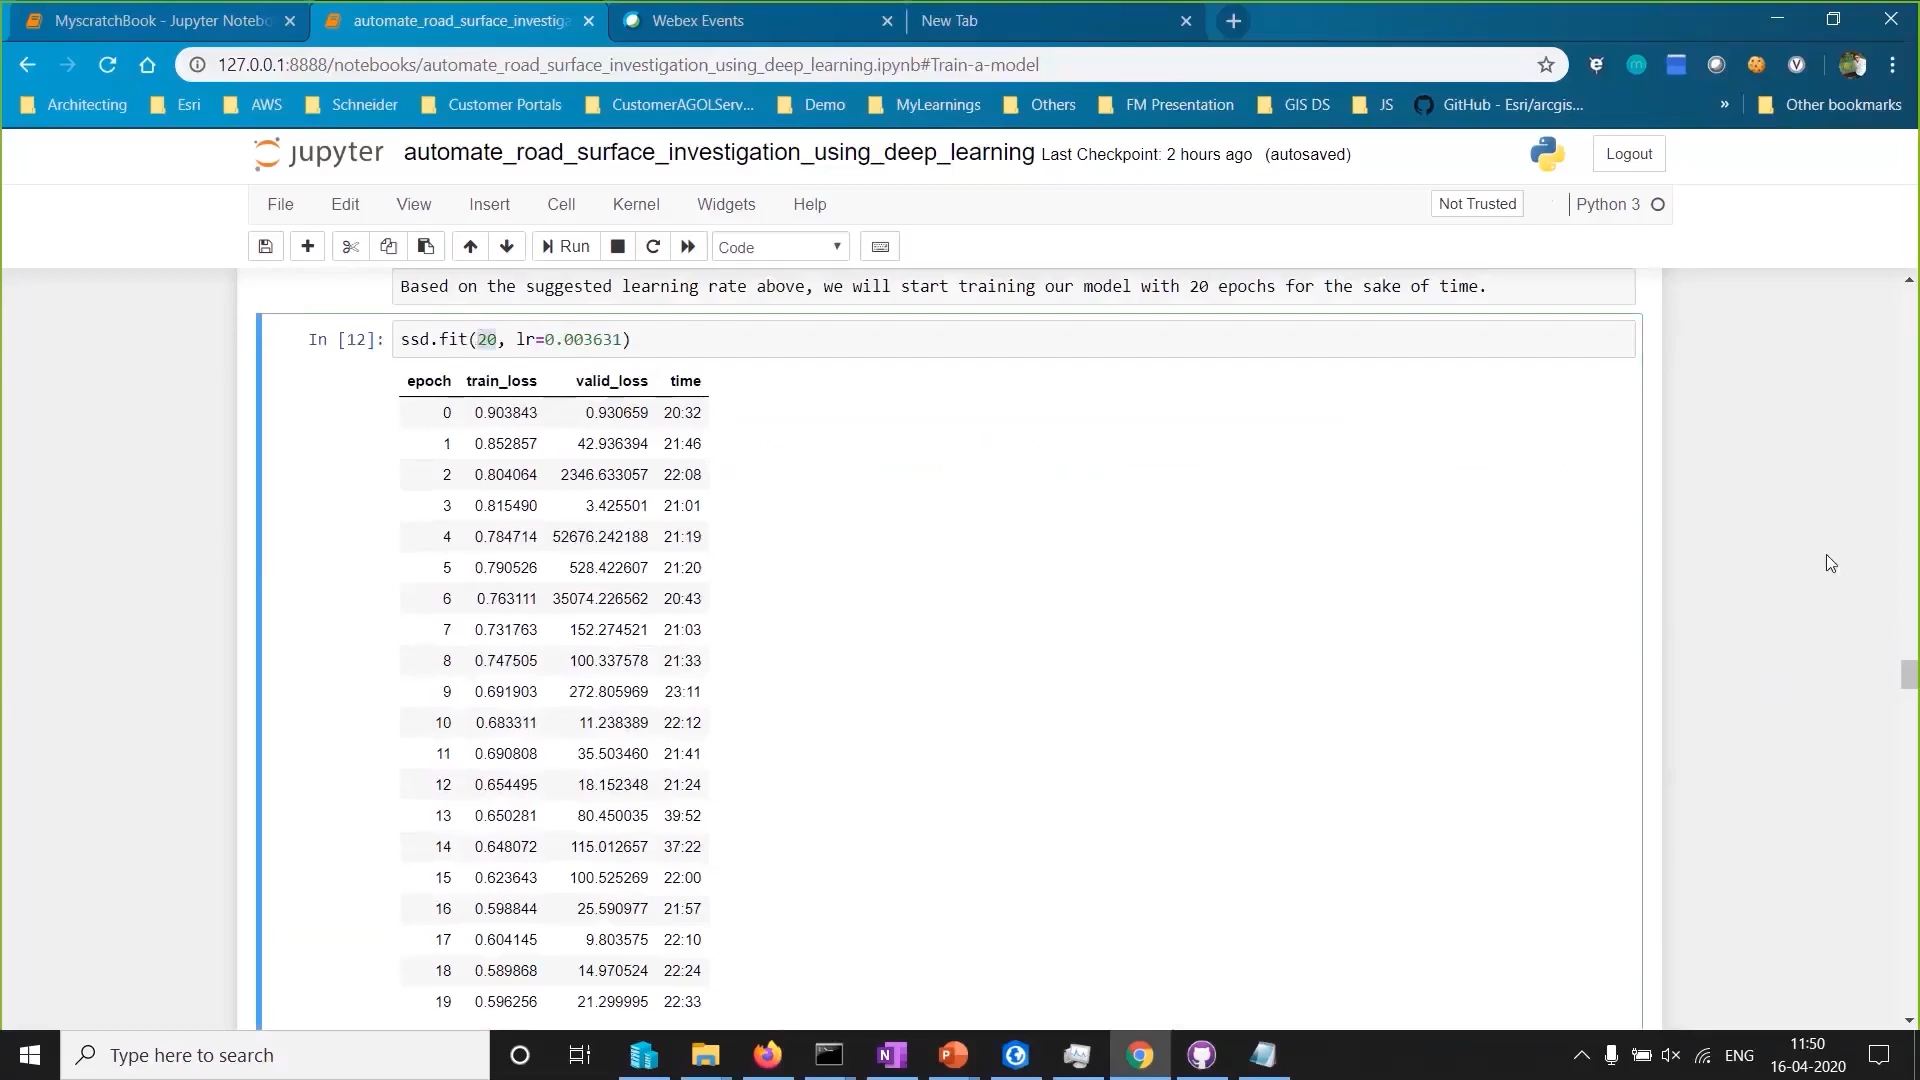 MyscratchBook - Jupyter Notebo
automate_road_surface_investiga
Webex Events
New Tab
127.0.0.1:8888/notebooks/automate_road_surface_investigation_using_deep_learning.ipynb#Train-a-model
Architecting Esri AWS Schneider Customer Portals CustomerAGOLServ... Demo MyLearnings Others FM Presentation GIS DS JS GitHub - Esri/arcgis... » Other bookmarks
jupyter automate_road_surface_investigation_using_deep_learning Last Checkpoint: 2 hours ago (autosaved) Logout
File Edit View Insert Cell Kernel Widgets Help Not Trusted Python 3
Run Code
Based on the suggested learning rate above, we will start training our model with 20 epochs for the sake of time.
In [12]: ssd.fit(20, lr=0.003631)
epoch train_loss valid_loss time
0 0.903843 0.930659 20:32
1 0.852857 42.936394 21:46
2 0.804064 2346.633057 22:08
3 0.815490 3.425501 21:01
4 0.784714 52676.242188 21:19
5 0.790526 528.422607 21:20
6 0.763111 35074.226562 20:43
7 0.731763 152.274521 21:03
8 0.747505 100.337578 21:33
9 0.691903 272.805969 23:11
10 0.683311 11.238389 22:12
11 0.690808 35.503460 21:41
12 0.654495 18.152348 21:24
13 0.650281 80.450035 39:52
14 0.648072 115.012657 37:22
15 0.623643 100.525269 22:00
16 0.598844 25.590977 21:57
17 0.604145 9.803575 22:10
18 0.589868 14.970524 22:24
19 0.596256 21.299995 22:33
Type here to search
ENG
11:50
16-04-2020